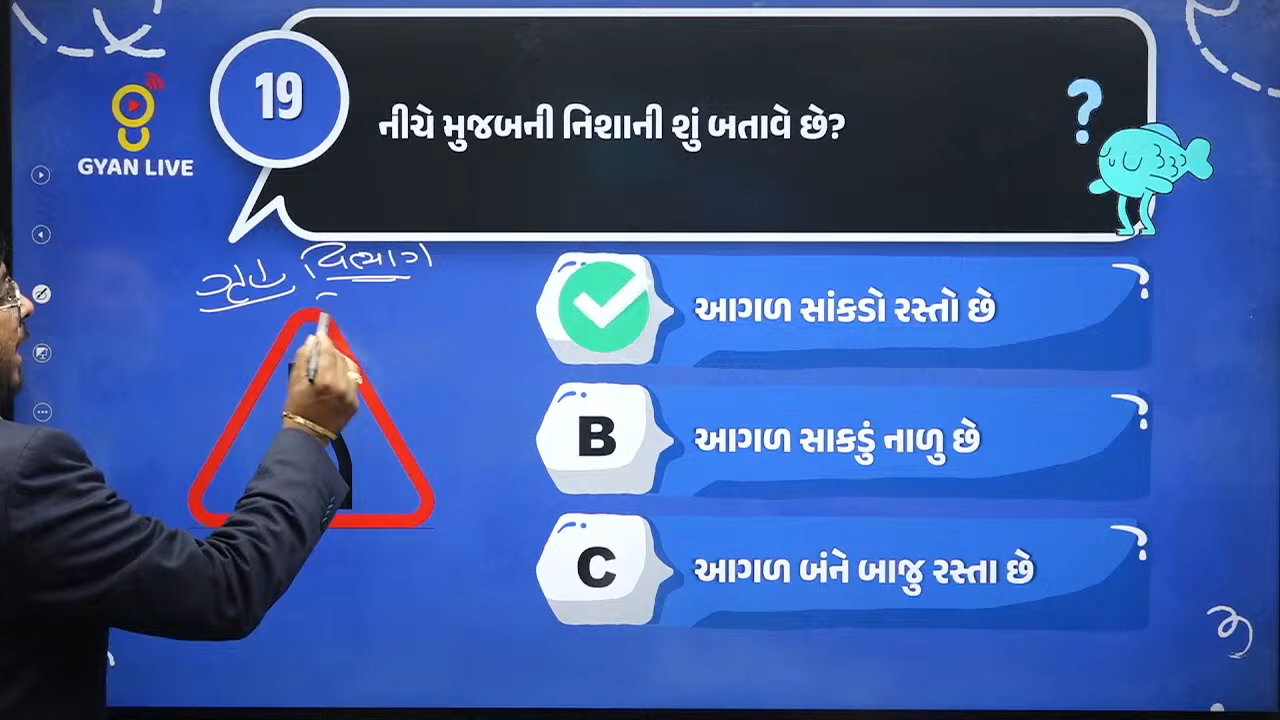 19
નીચે મુજબની નિશાની શું બતાવે છે?
?
GYAN LIVE
વિભાગ
આગળ સાંકડો રસ્તો છે
B
આગળ સાકડું નાળુ છે
C
આગળ બંને બાજુ રસ્તા છે